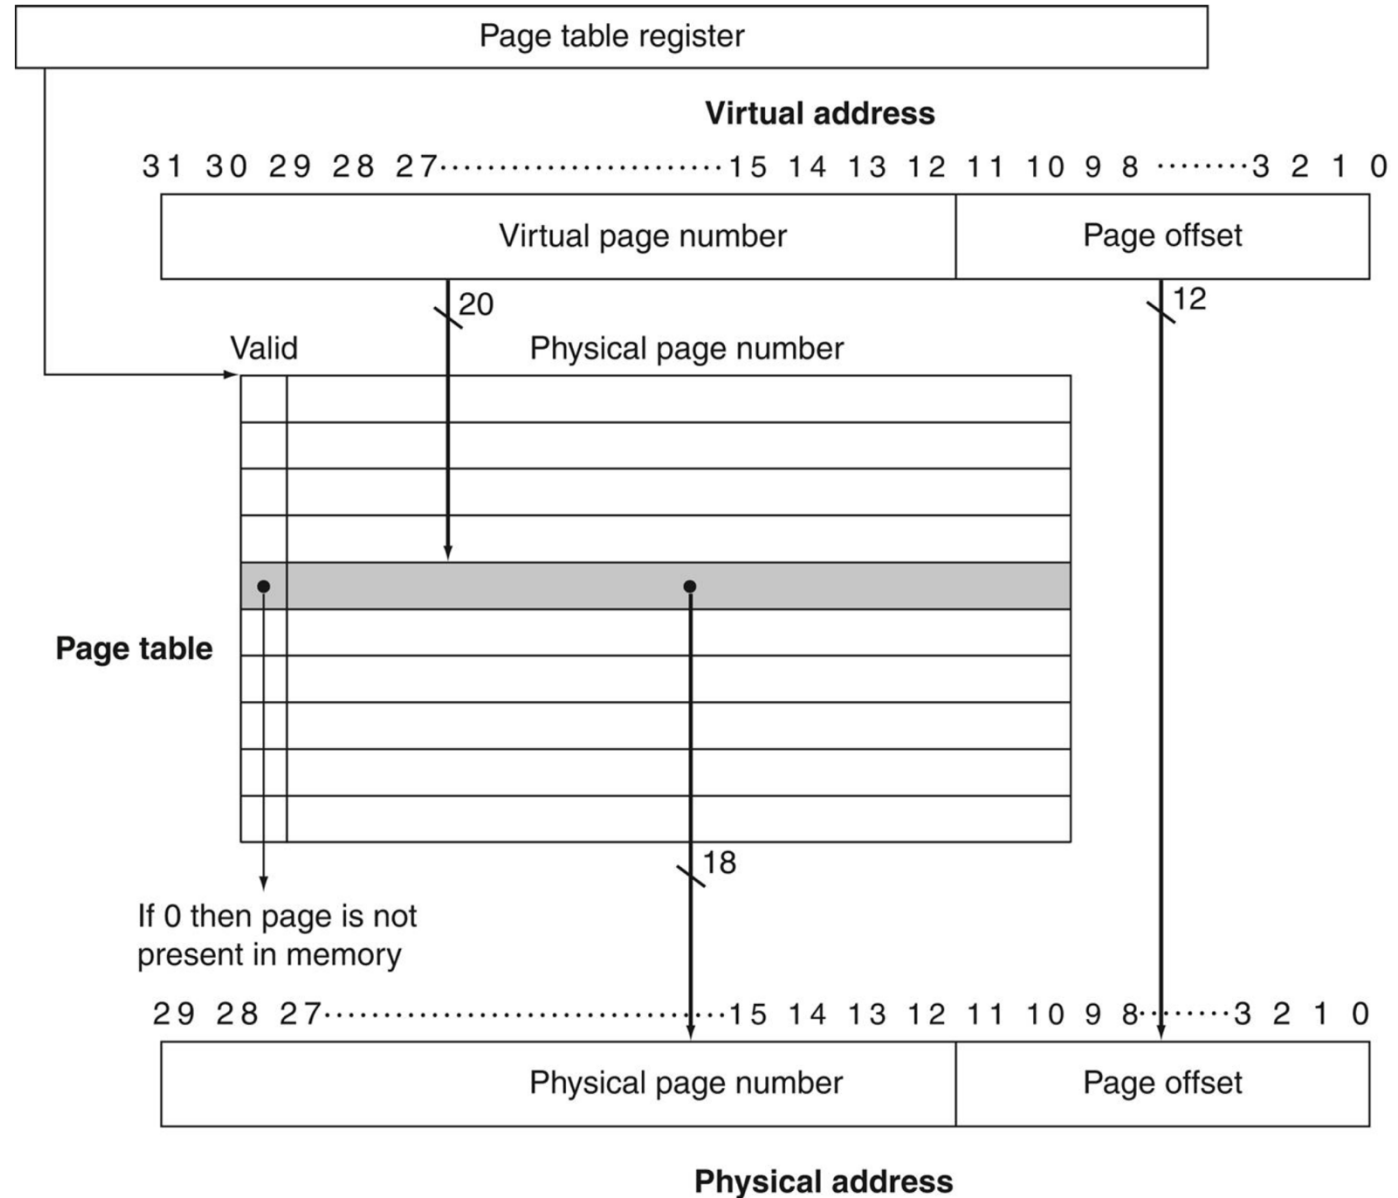 Page table register
Virtual address
31 30 29 28 27........................15 14 13 12 11 10 9 8 ........3 2 1 0
Virtual page number Page offset
20 12
Valid Physical page number
Page table
18
If 0 then page is not
present in memory
29 28 27..................................15 14 13 12 11 10 9 8........3 2 1 0
Physical page number Page offset
Physical address